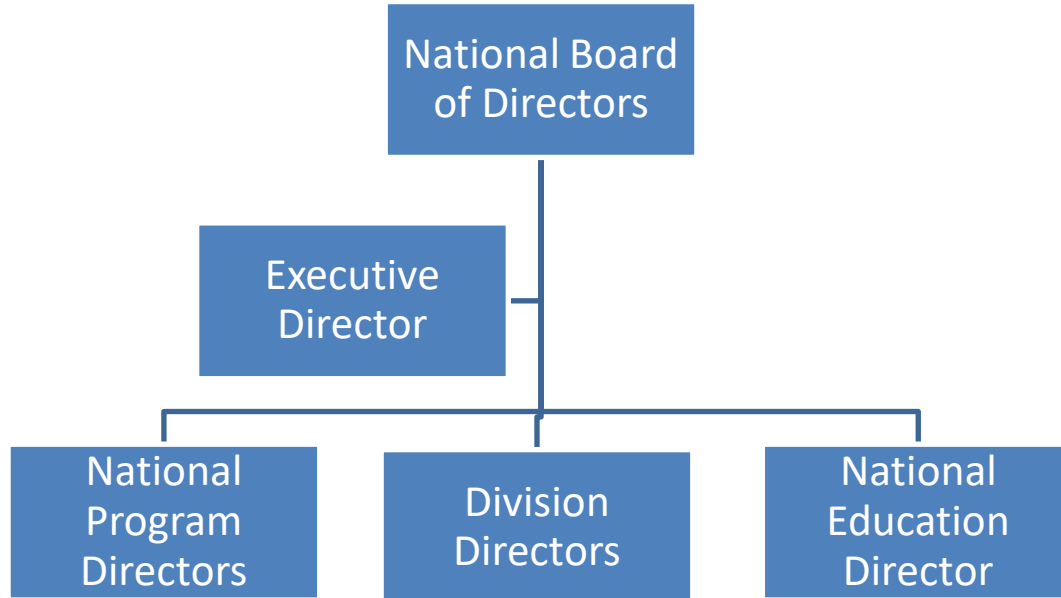 National Board
of Directors
Executive
Director
National
Program
Directors
Division
Directors
National
Education
Director